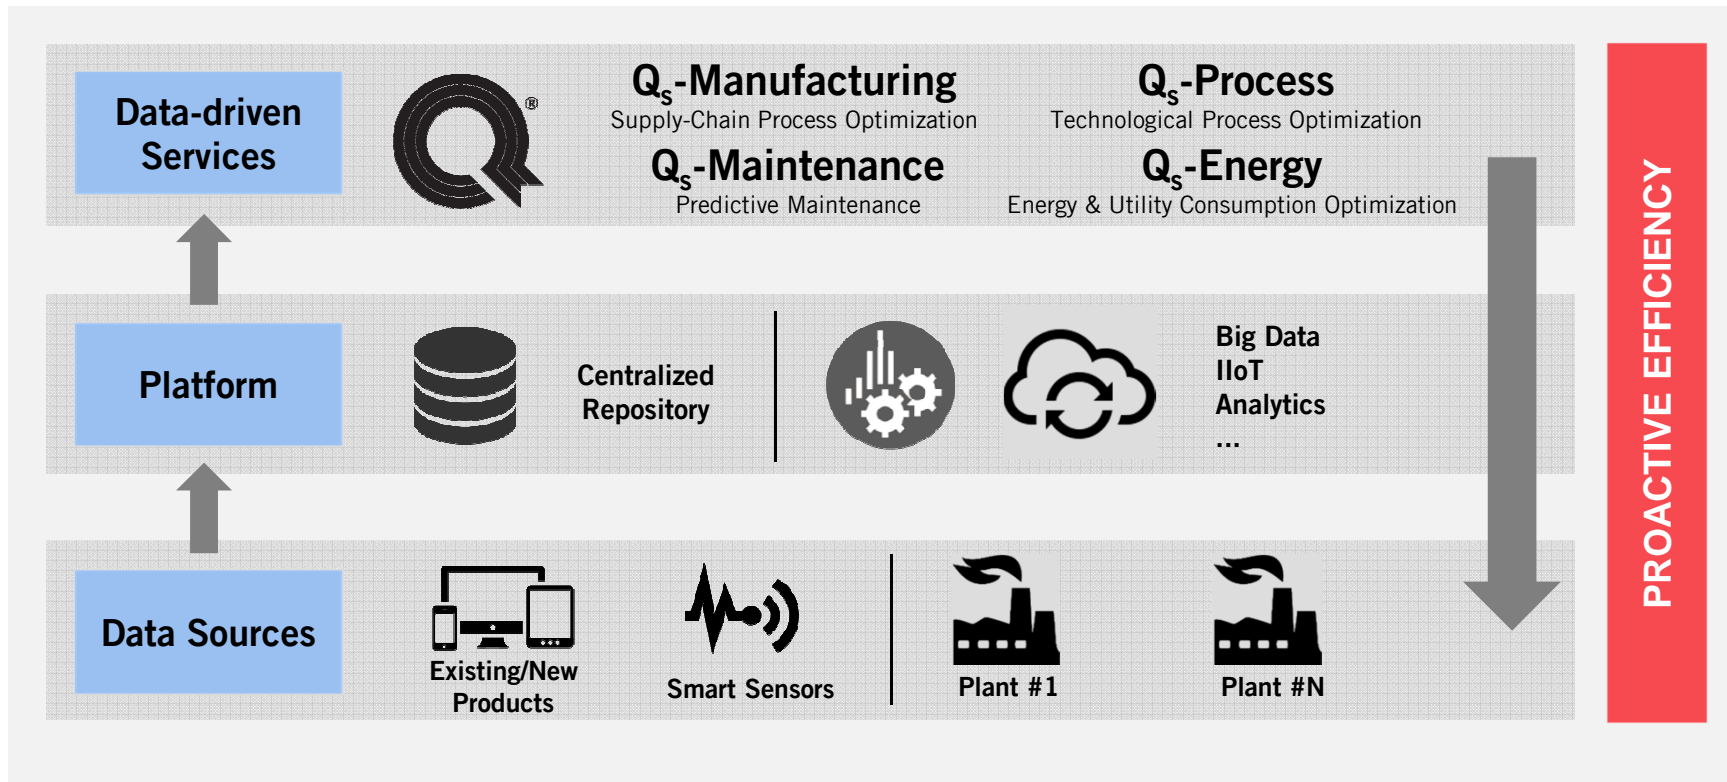 Data-driven
Services
®
Qs-Manufacturing
Supply-Chain Process Optimization
Qs-Process
Technological Process Optimization
Qs-Maintenance
Predictive Maintenance
Qs-Energy
Energy & Utility Consumption Optimization
Platform
Centralized
Repository
Big Data
IIoT
Analytics
...
Data Sources
Existing/New
Products
Smart Sensors
Plant #1
Plant #N
PROACTIVE EFFICIENCY